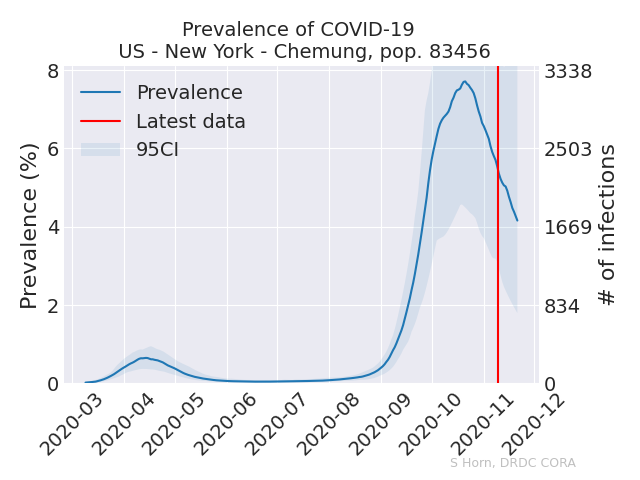 Prevalence of COVID-19
US - New York - Chemung, pop. 83456
Prevalence (%)
8
6
4
2
0
Prevalence
Latest data
95CI
3338
2503
1669
834
0
# of infections
2020-03
2020-04
2020-05
2020-06
2020-07
2020-08
2020-09
2020-10
2020-11
2020-12
S Horn, DRDC CORA